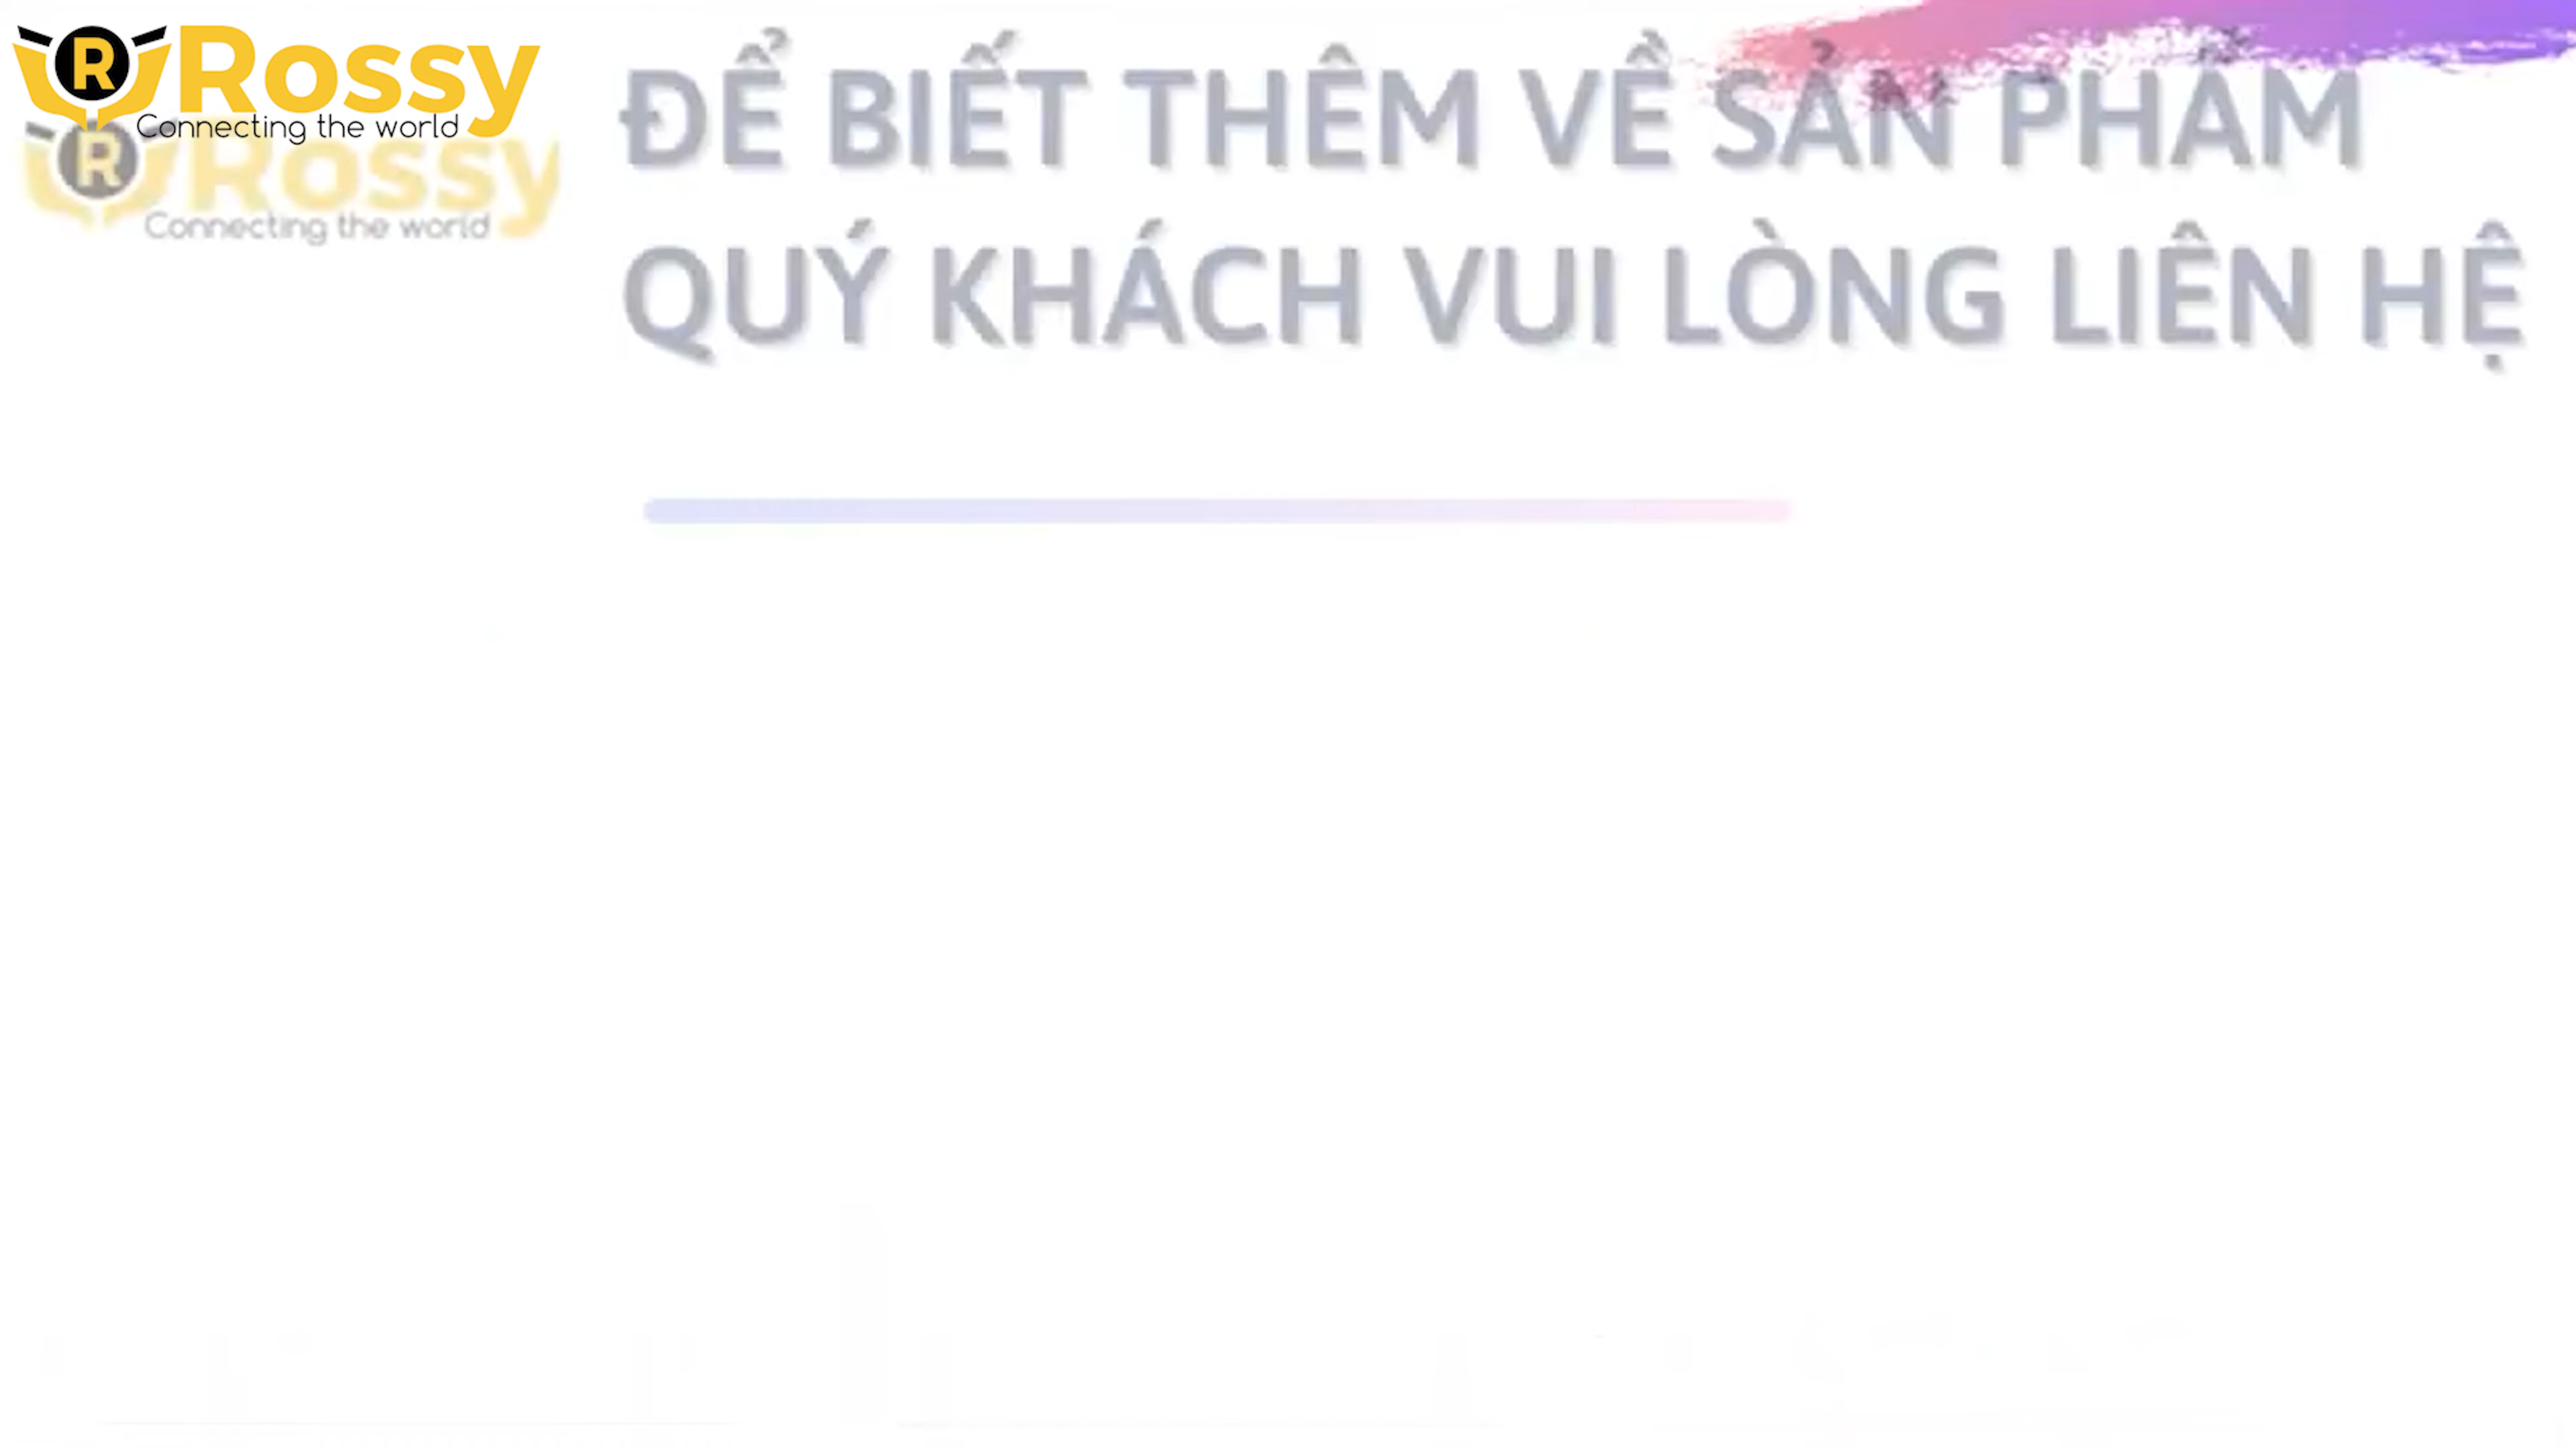 Rossy
Connecting the world
Rossy
Connecting the world
ĐỂ BIẾT THÊM VỀ SẢN PHẨM
QUÝ KHÁCH VUI LÒNG LIÊN HỆ